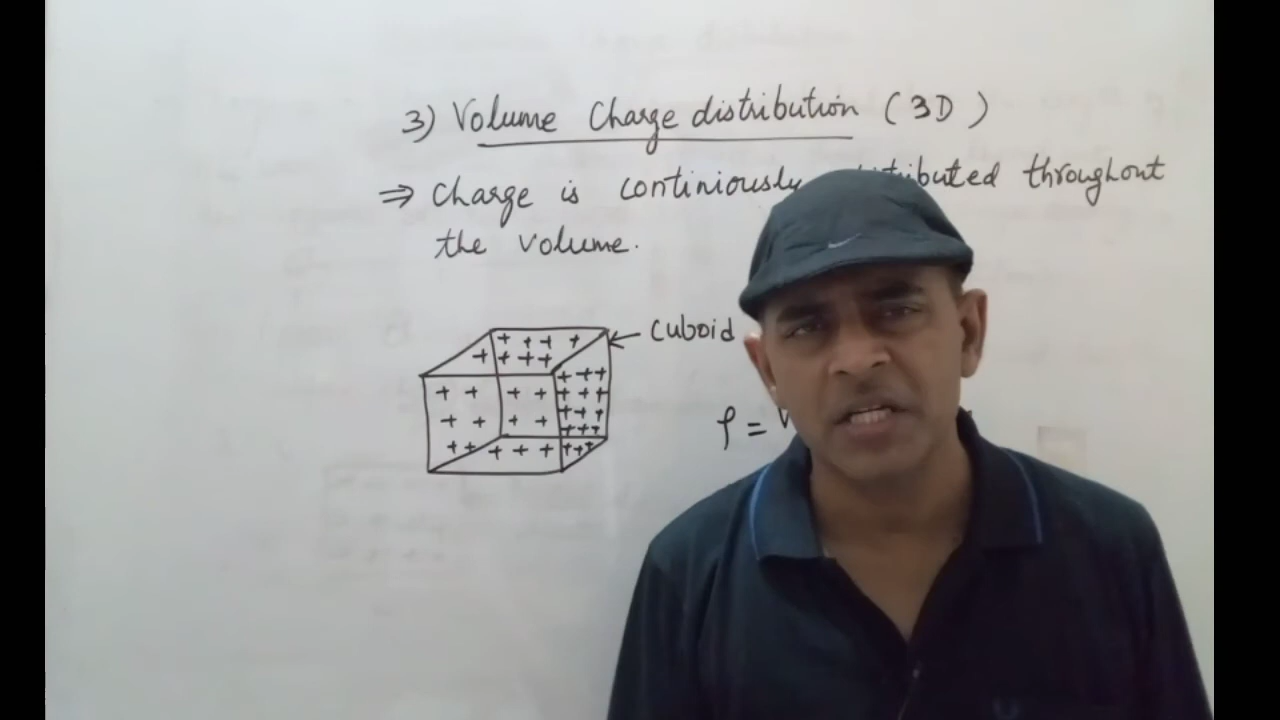 3) Volume Charge distribution (3D)
⇒ Charge is continiously throughout
the volume.
cuboid
ρ =